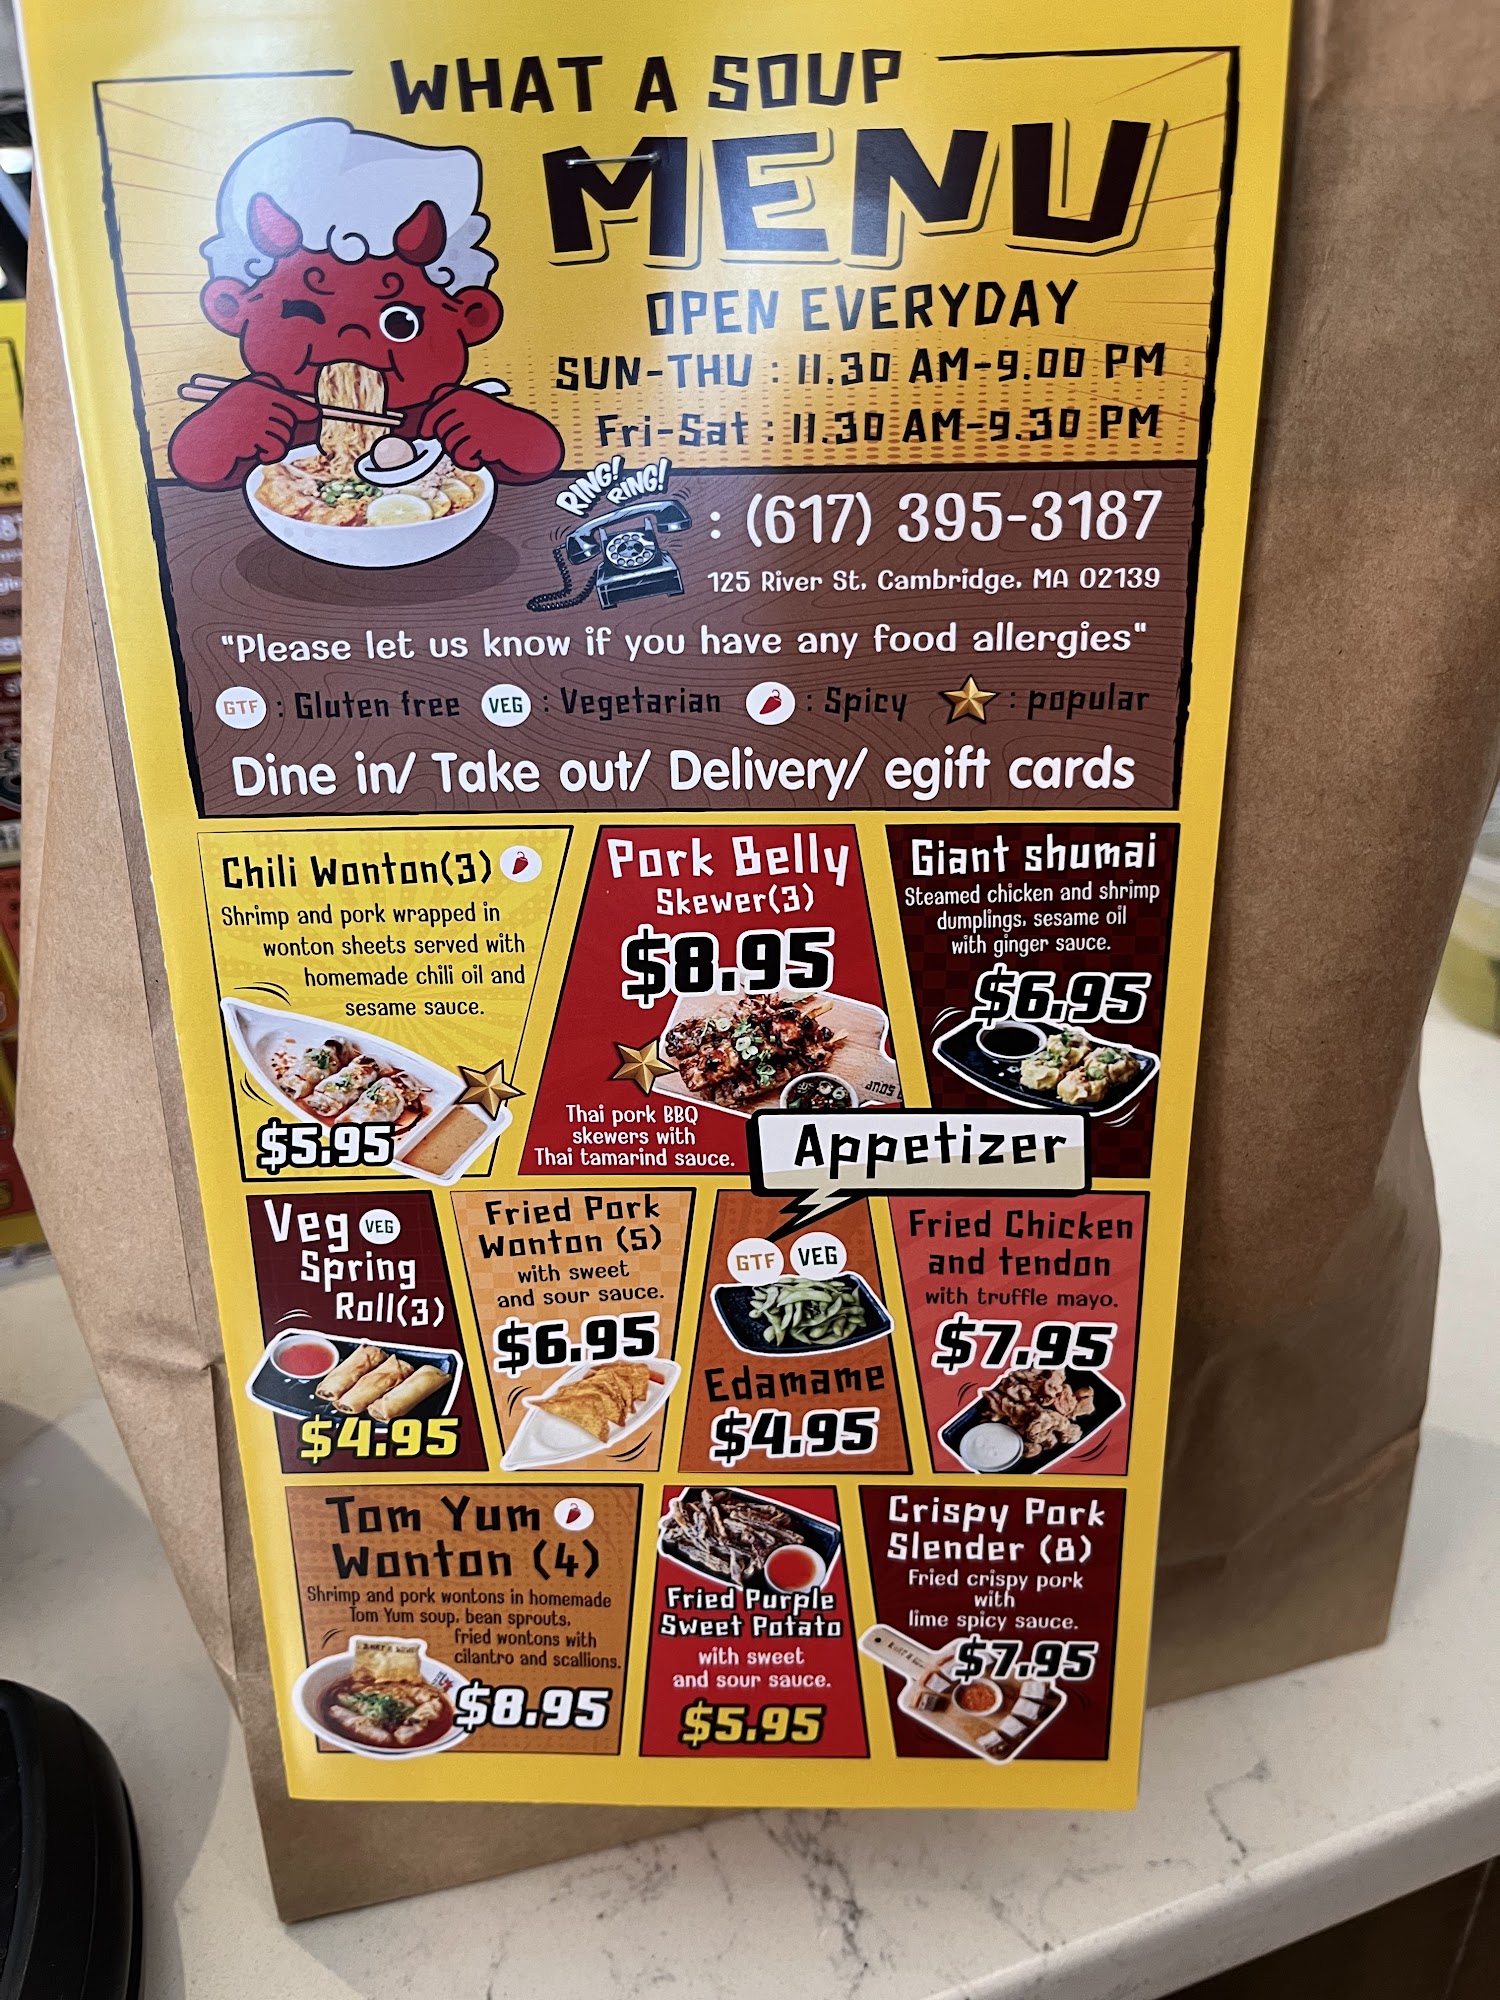 WHAT A SOUP
MENU
OPEN EVERYDAY
SUN-THU : 11.30 AM-9.00 PM
Fri-Sat : 11.30 AM-9.30 PM
RING!
RING!
: (617) 395-3187
125 River St. Cambridge. MA 02139
"Please let us know if you have any food allergies"
GTF : Gluten free VEG : Vegetarian : Spicy : popular
Dine in/ Take out/ Delivery/ egift cards
Chili Wonton(3)
Shrimp and pork wrapped in
wonton sheets served with
homemade chili oil and
sesame sauce.
$5.95
Pork Belly
Skewer(3)
$8.95
Thai pork BBQ
skewers with
Thai tamarind sauce.
Giant shumai
Steamed chicken and shrimp
dumplings, sesame oil
with ginger sauce.
$6.95
Appetizer
Veg VEG
Spring
Roll(3)
$4.95
Fried Pork
Wonton (5)
with sweet
and sour sauce.
$6.95
GTF VEG
Edamame
$4.95
Fried Chicken
and tendon
with truffle mayo.
$7.95
Tom Yum
Wonton (4)
Shrimp and pork wontons in homemade
Tom Yum soup, bean sprouts,
fried wontons with
cilantro and scallions.
$8.95
Fried Purple
Sweet Potato
with sweet
and sour sauce.
$5.95
Crispy Pork
Slender (8)
Fried crispy pork
with
lime spicy sauce.
$7.95